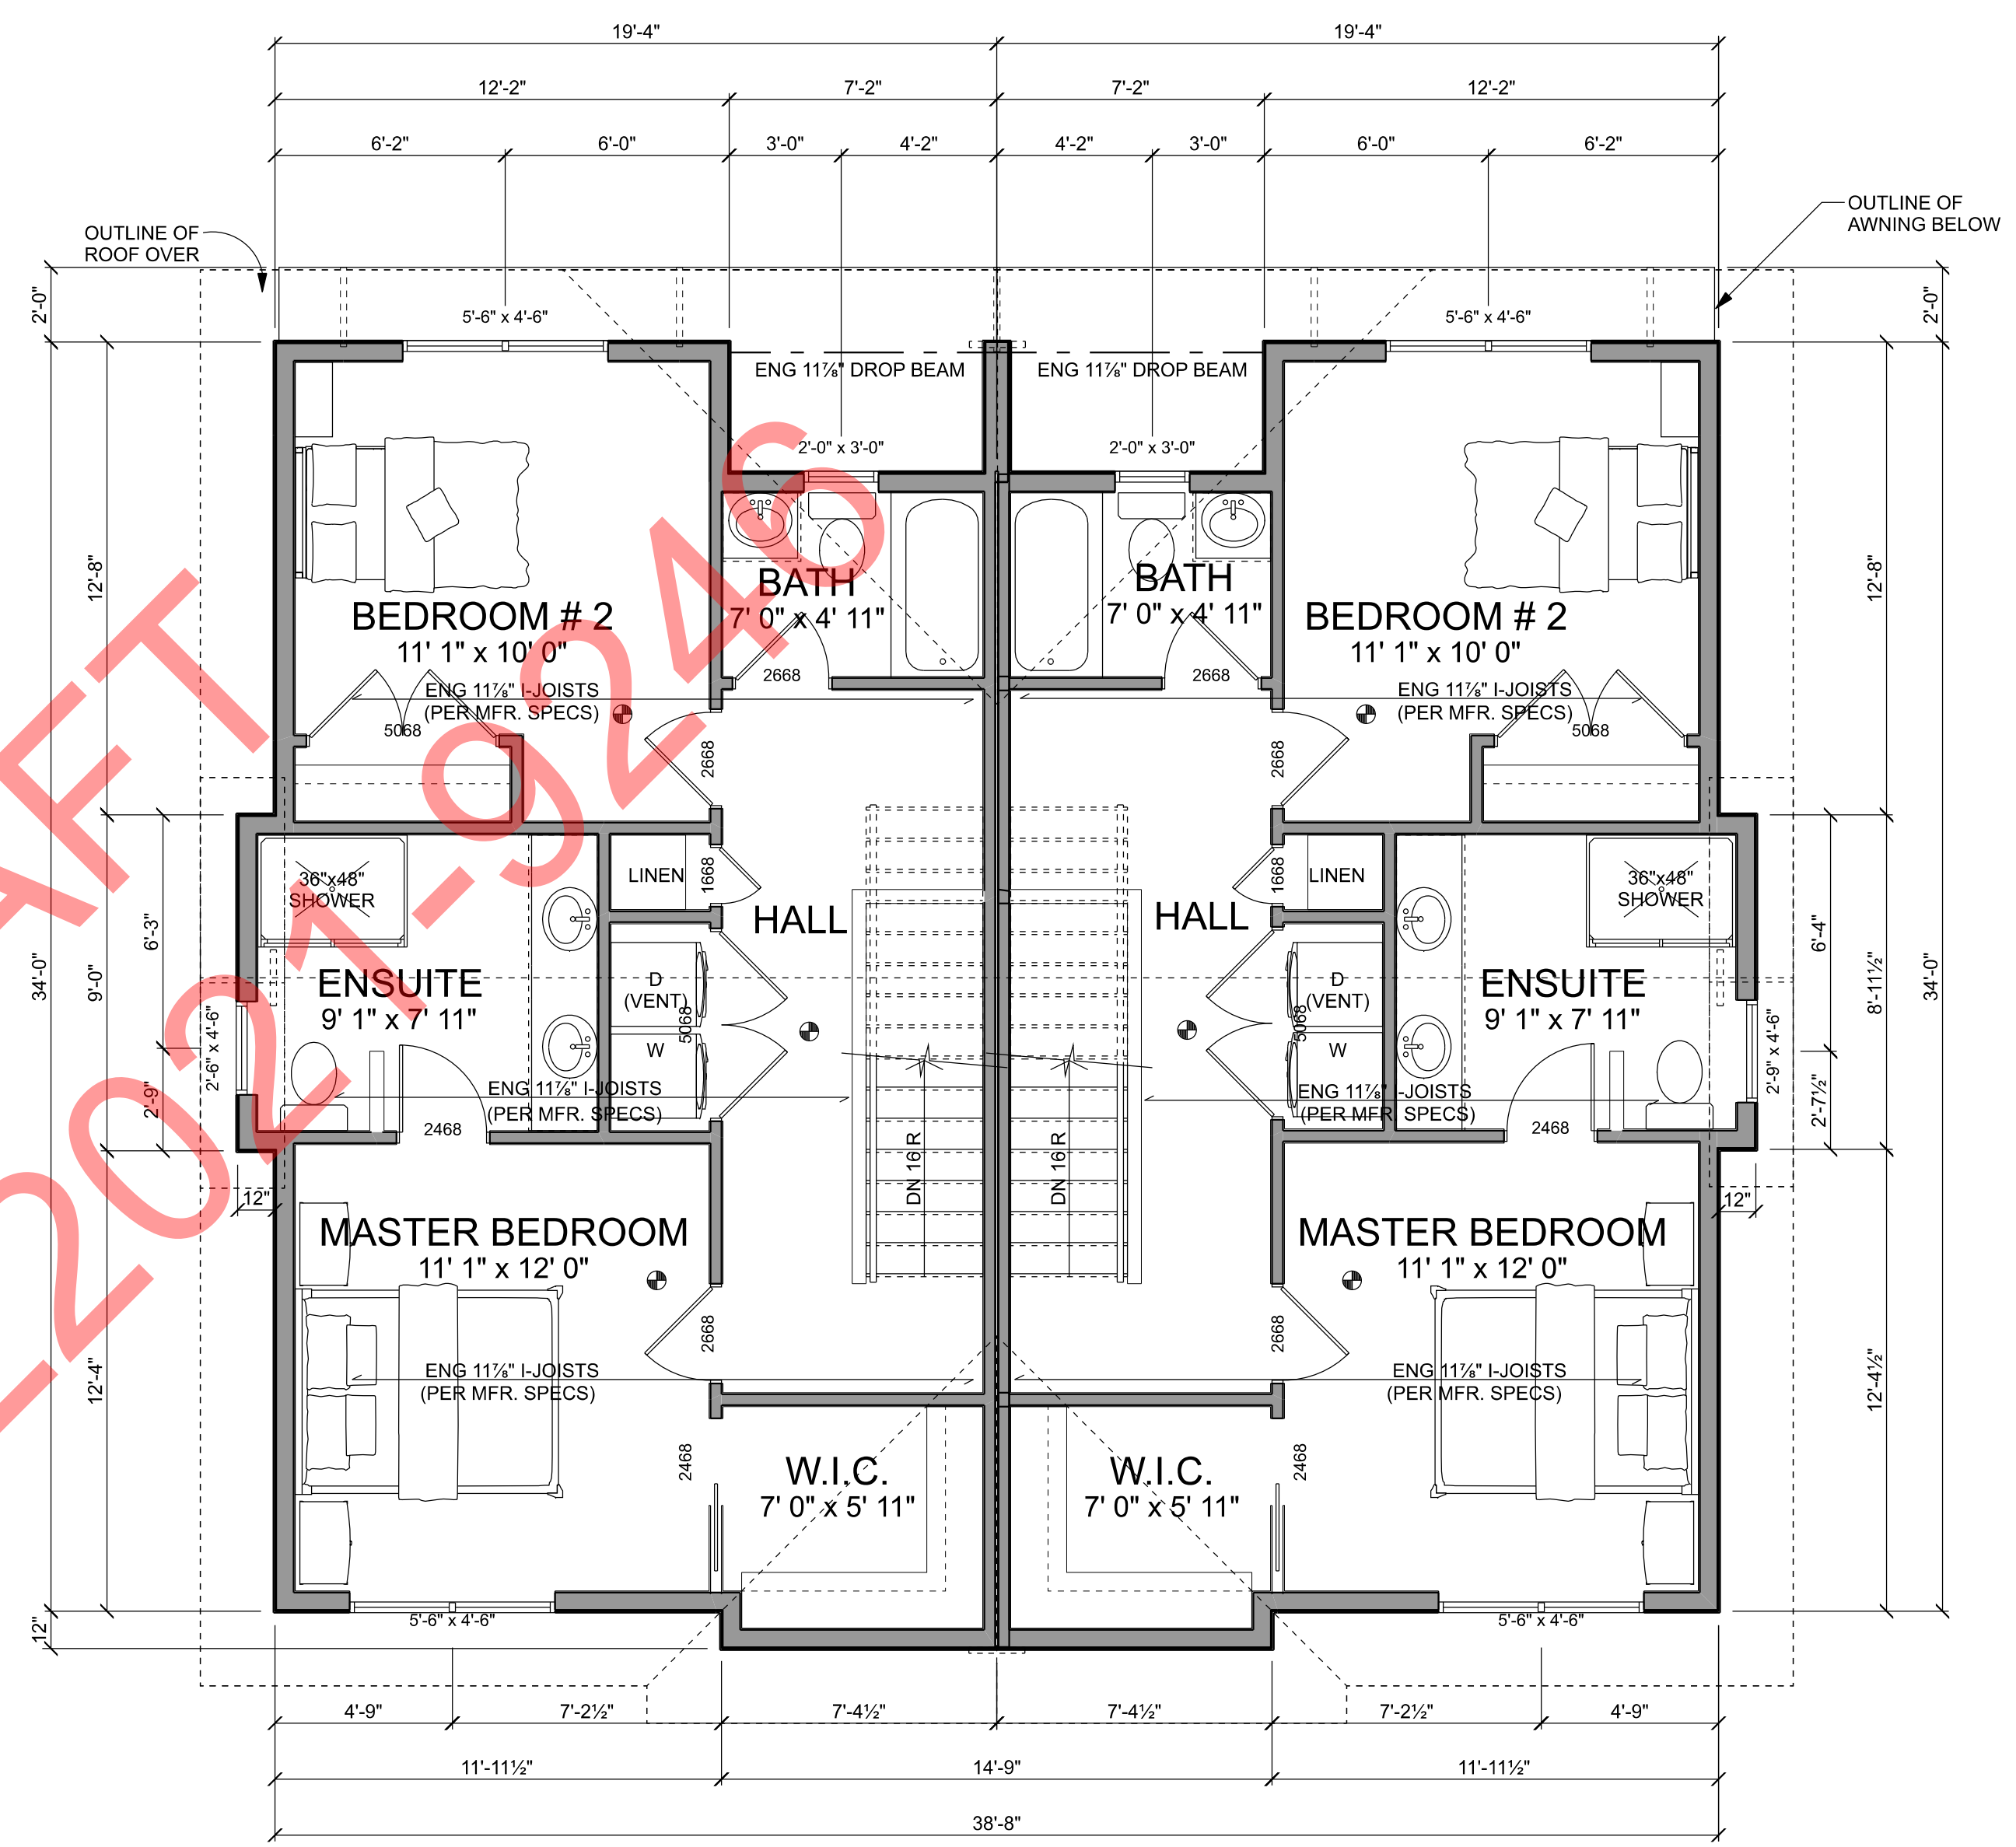 19'-4" 19'-4"
12'-2" 7'-2" 7'-2" 12'-2"
6'-2" 6'-0" 3'-0" 4'-2" 4'-2" 3'-0" 6'-0" 6'-2"
OUTLINE OF
ROOF OVER
OUTLINE OF
AWNING BELOW
2'-0"
2'-0"
5'-6" x 4'-6"
5'-6" x 4'-6"
ENG 11⅞" DROP BEAM
ENG 11⅞" DROP BEAM
2'-0" x 3'-0"
2'-0" x 3'-0"
BATH
7' 0" x 4' 11"
BATH
7' 0" x 4' 11"
BEDROOM # 2
11' 1" x 10' 0"
BEDROOM # 2
11' 1" x 10' 0"
12'-8"
12'-8"
2668
2668
ENG 11⅞" I-JOISTS
(PER MFR. SPECS)
ENG 11⅞" I-JOISTS
(PER MFR. SPECS)
5068
5068
2668
2668
36"x48"
SHOWER
LINEN
1668
1668
LINEN
36"x48"
SHOWER
HALL
HALL
6'-3"
6'-4"
34'-0"
9'-0"
8'-11½"
34'-0"
ENSUITE
9' 1" x 7' 11"
D
(VENT)
5068
W
D
(VENT)
5068
W
ENSUITE
9' 1" x 7' 11"
2'-6" x 4'-6"
2'-9" x 4'-6"
2'-9"
2'-7½"
ENG 11⅞" I-JOISTS
(PER MFR. SPECS)
ENG 11⅞" I-JOISTS
(PER MFR. SPECS)
2468
2468
DN 16 R
DN 16 R
12"
12"
MASTER BEDROOM
11' 1" x 12' 0"
MASTER BEDROOM
11' 1" x 12' 0"
2668
2668
12'-4"
12'-4½"
ENG 11⅞" I-JOISTS
(PER MFR. SPECS)
ENG 11⅞" I-JOISTS
(PER MFR. SPECS)
2468
2468
W.I.C.
7' 0" x 5' 11"
W.I.C.
7' 0" x 5' 11"
5'-6" x 4'-6"
5'-6" x 4'-6"
12"
4'-9" 7'-2½" 7'-4½" 7'-4½" 7'-2½" 4'-9"
11'-11½" 14'-9" 11'-11½"
38'-8"
AFT
-2021-9246